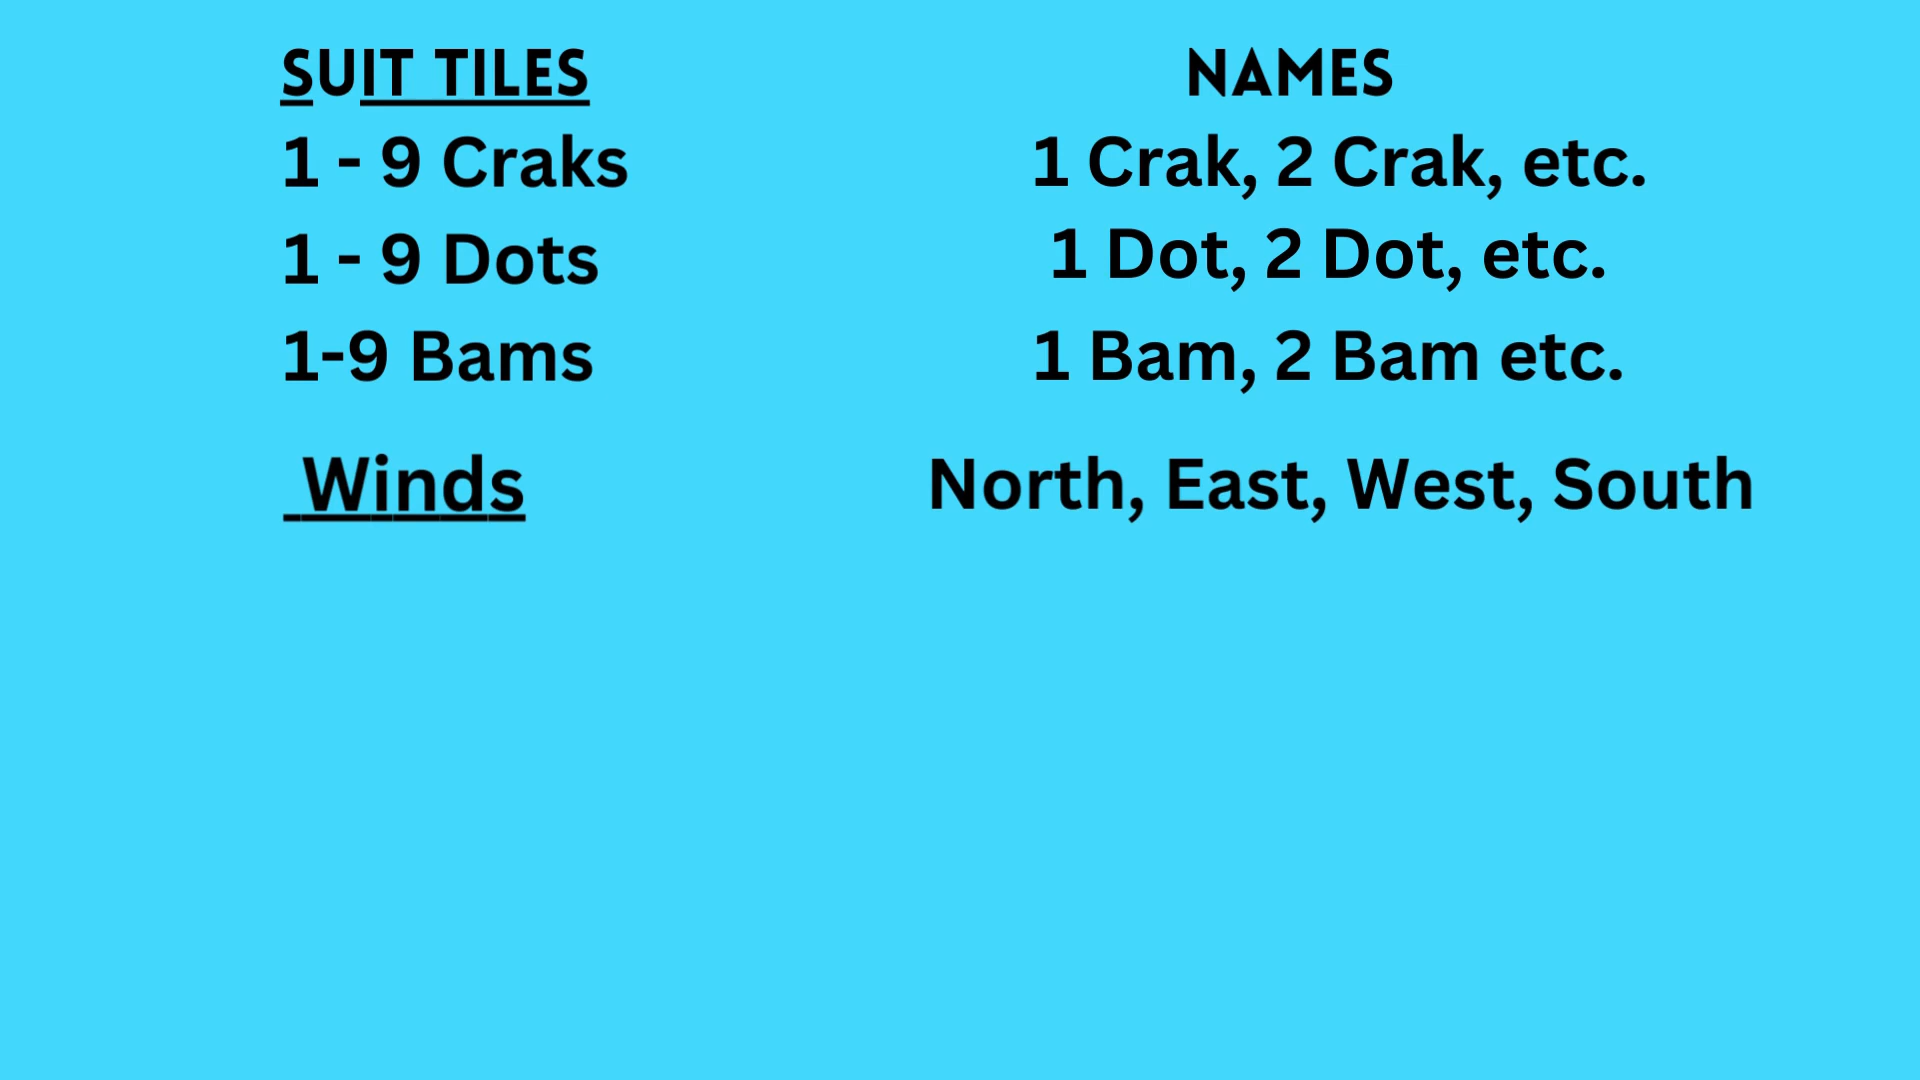 SUIT TILES
NAMES
1 - 9 Craks
1 Crak, 2 Crak, etc.
1 - 9 Dots
1 Dot, 2 Dot, etc.
1-9 Bams
1 Bam, 2 Bam etc.
Winds
North, East, West, South